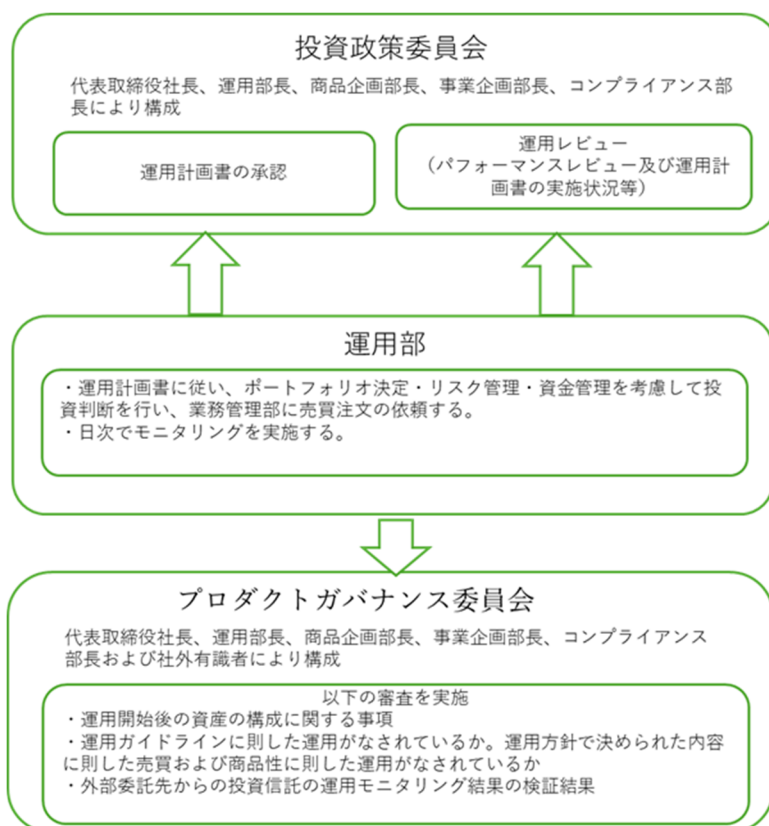 投資政策委員会
代表取締役社長、運用部長、商品企画部長、事業企画部長、コンプライアンス部
長により構成
運用計画書の承認
運用レビュー
（パフォーマンスレビュー及び運用計
画書の実施状況等）
運用部
・運用計画書に従い、ポートフォリオ決定・リスク管理・資金管理を考慮して投
資判断を行い、業務管理部に売買注文の依頼する。
・日次でモニタリングを実施する。
プロダクトガバナンス委員会
代表取締役社長、運用部長、商品企画部長、事業企画部長、コンプライアンス
部長および社外有識者により構成
以下の審査を実施
・運用開始後の資産の構成に関する事項
・運用ガイドラインに則した運用がなされているか。運用方針で決められた内容
に則した売買および商品性に則した運用がなされているか
・外部委託先からの投資信託の運用モニタリング結果の検証結果